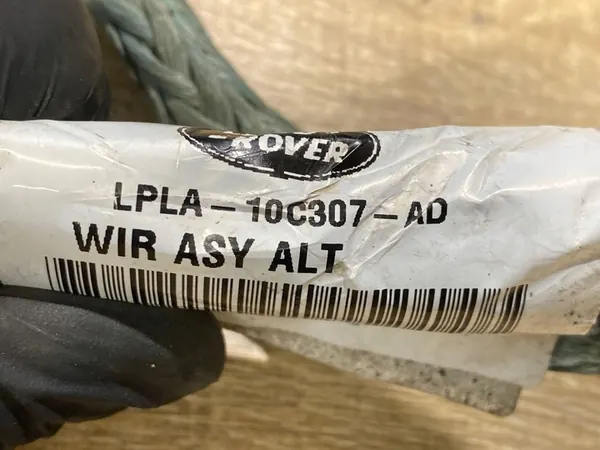 ROVER
LPLA-10C307-AD
WIR ASY ALT